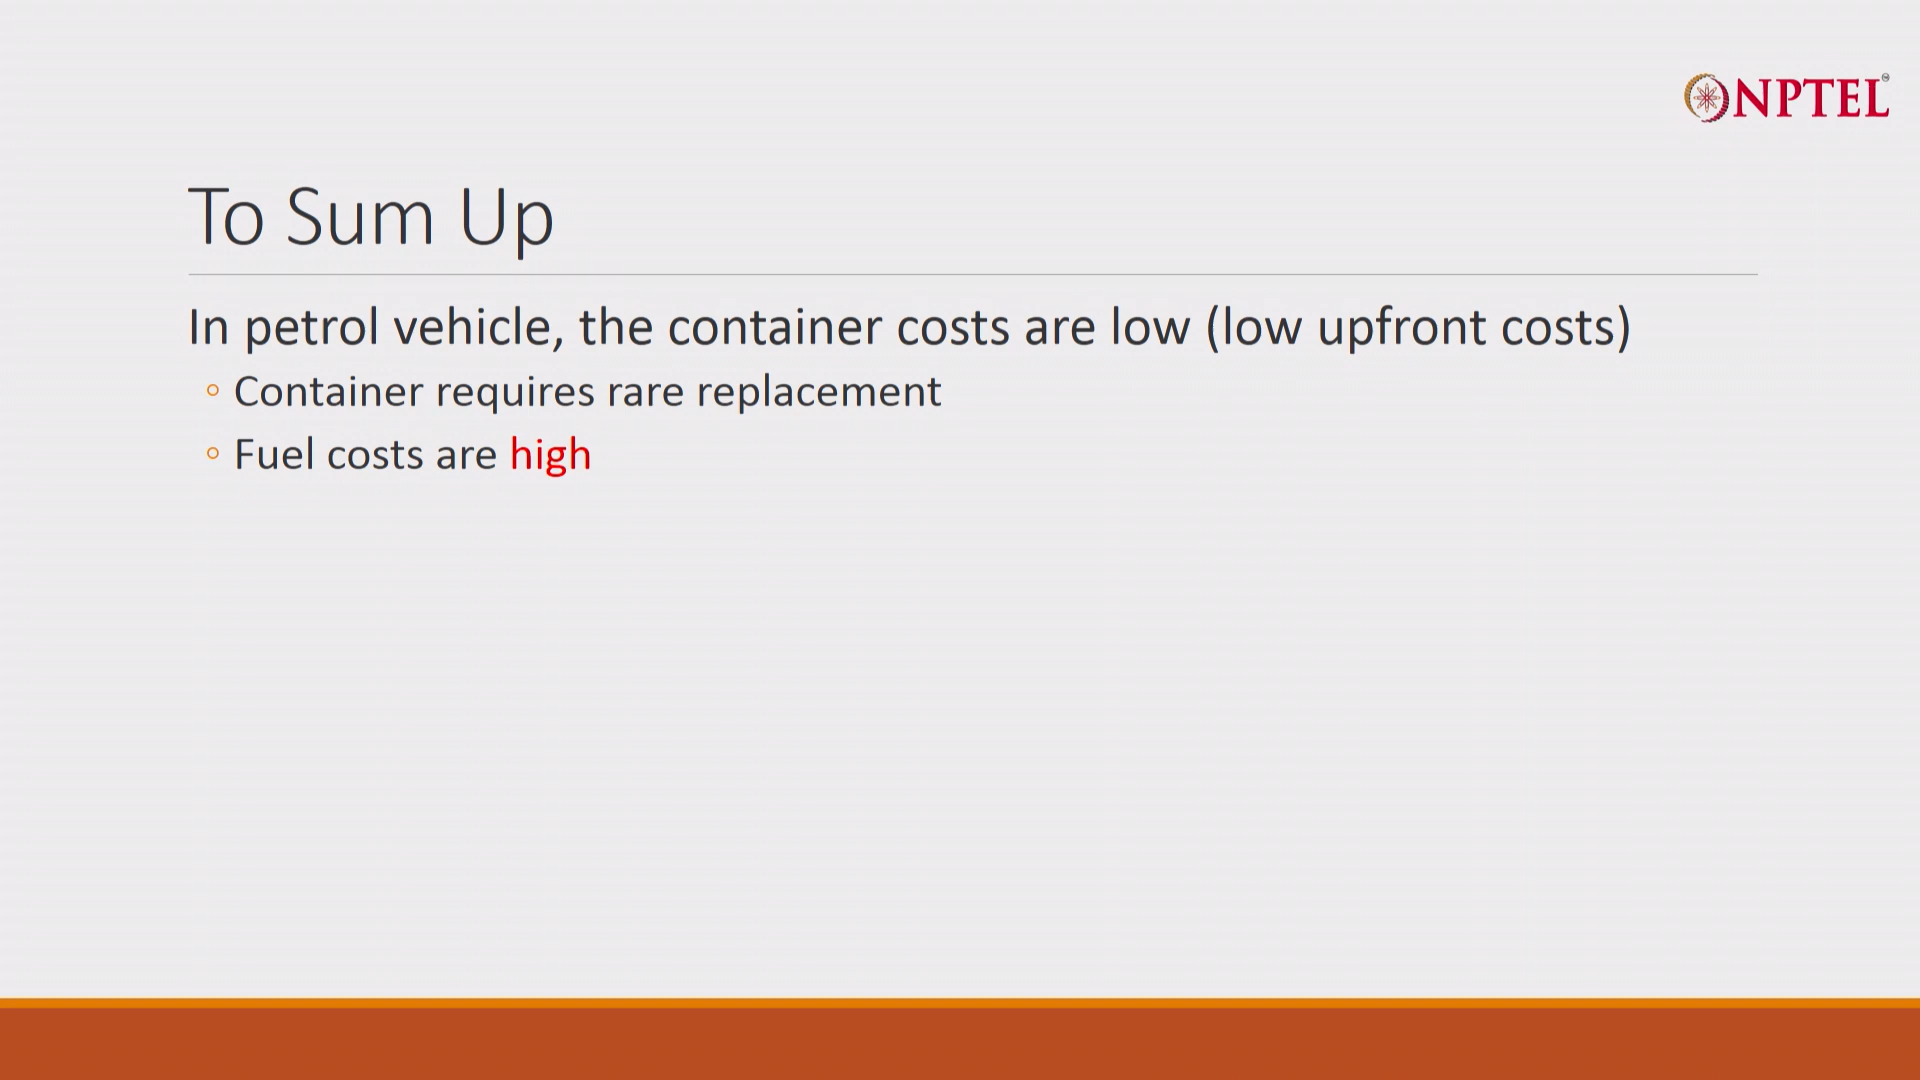 NPTEL
To Sum Up
In petrol vehicle, the container costs are low (low upfront costs)
◦ Container requires rare replacement
◦ Fuel costs are high